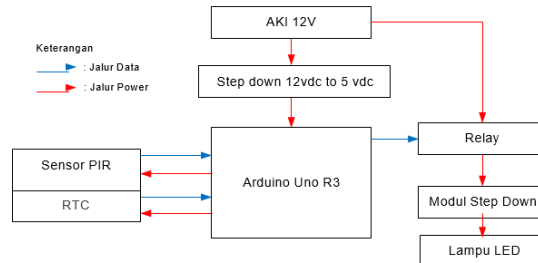 AKI 12V
Keterangan
: Jalur Data
: Jalur Power
Step down 12vdc to 5 vdc
Sensor PIR
RTC
Arduino Uno R3
Relay
Modul Step Down
Lampu LED